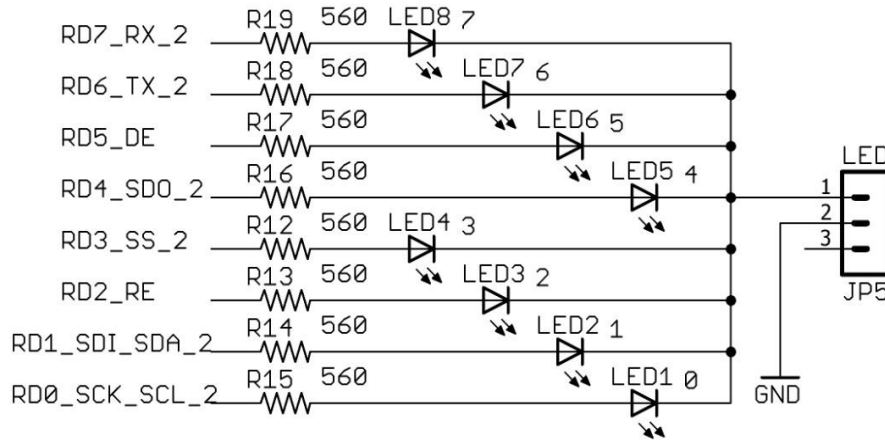 RD7_RX_2 R19 560 LED8 7
RD6_TX_2 R18 560 LED7 6
RD5_DE R17 560 LED6 5
RD4_SDO_2 R16 560 LED5 4
RD3_SS_2 R12 560 LED4 3
RD2_RE R13 560 LED3 2
RD1_SDI_SDA_2 R14 560 LED2 1
RD0_SCK_SCL_2 R15 560 LED1 0
LED
1
2
3
JP5
GND